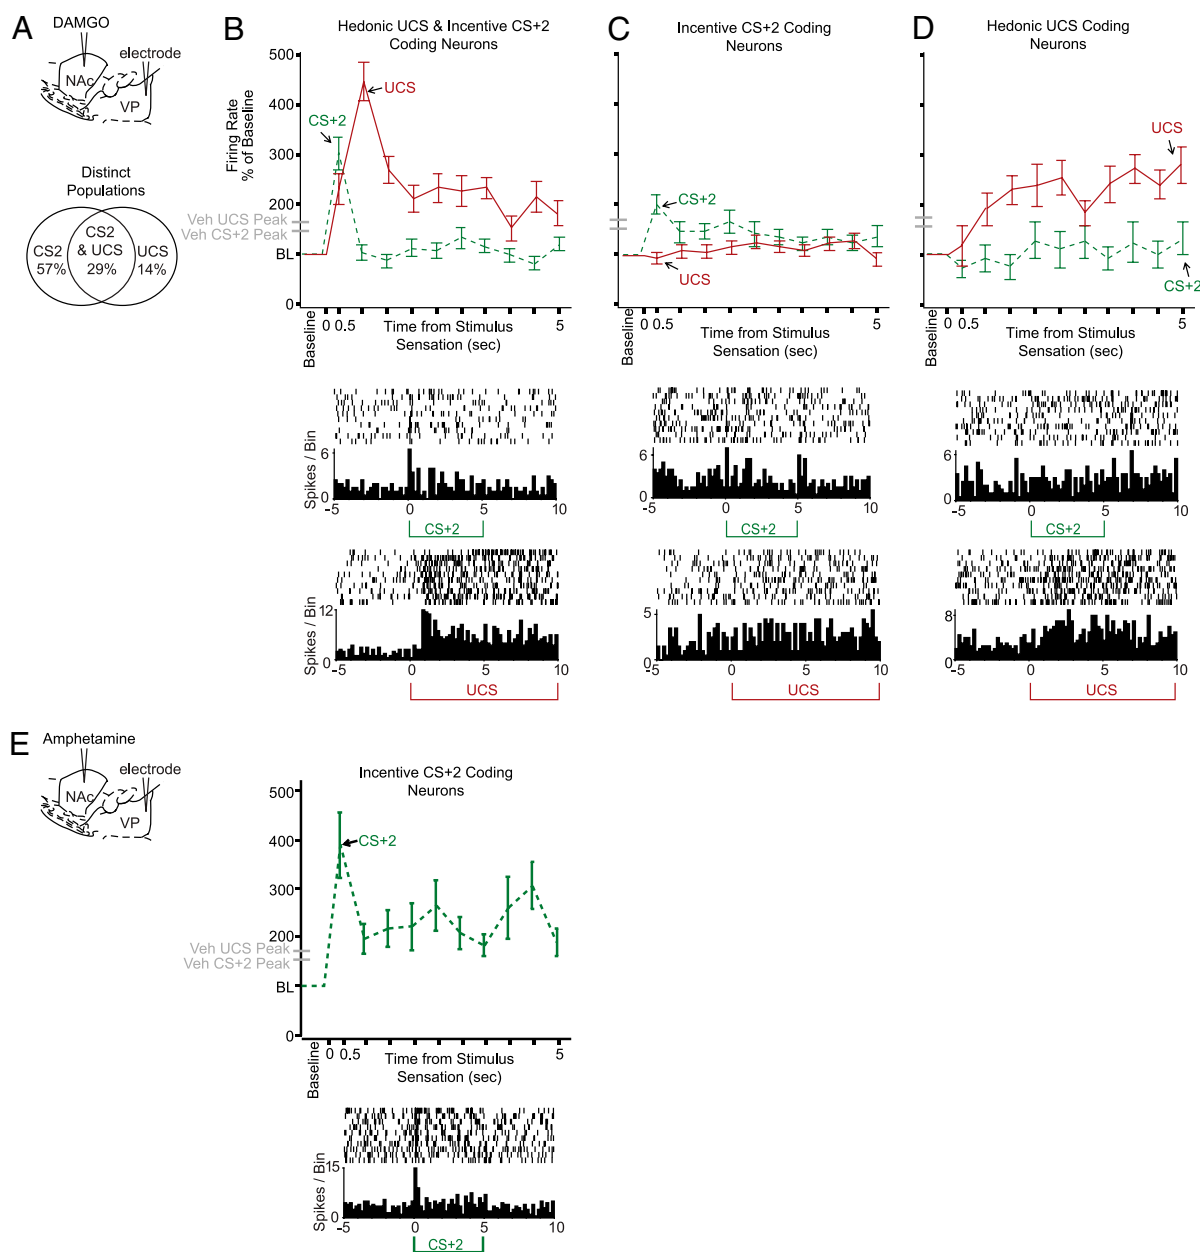 A
DAMGO
electrode
NAc
VP
Distinct
Populations
CS2
57%
CS2
& UCS
29%
UCS
14%
B
Hedonic UCS & Incentive CS+2
Coding Neurons
Firing Rate
% of Baseline
500
400
300
200
Veh UCS Peak
Veh CS+2 Peak
BL
0
CS+2
UCS
Baseline
0 0.5
Time from Stimulus
Sensation (sec)
5
Spikes / Bin
6
0
-5 0 5 10
CS+2
Spikes / Bin
12
0
-5 0 5 10
UCS
C
Incentive CS+2 Coding
Neurons
BL
CS+2
UCS
Baseline
0 0.5
Time from Stimulus
Sensation (sec)
5
6
0
-5 0 5 10
CS+2
5
0
-5 0 5 10
UCS
D
Hedonic UCS Coding
Neurons
BL
UCS
CS+2
Baseline
0 0.5
Time from Stimulus
Sensation (sec)
5
6
0
-5 0 5 10
CS+2
8
0
-5 0 5 10
UCS
E
Amphetamine
electrode
NAc
VP
Incentive CS+2 Coding
Neurons
500
400
300
200
Veh UCS Peak
Veh CS+2 Peak
BL
0
CS+2
Baseline
0 0.5
Time from Stimulus
Sensation (sec)
5
Spikes / Bin
15
0
-5 0 5 10
CS+2